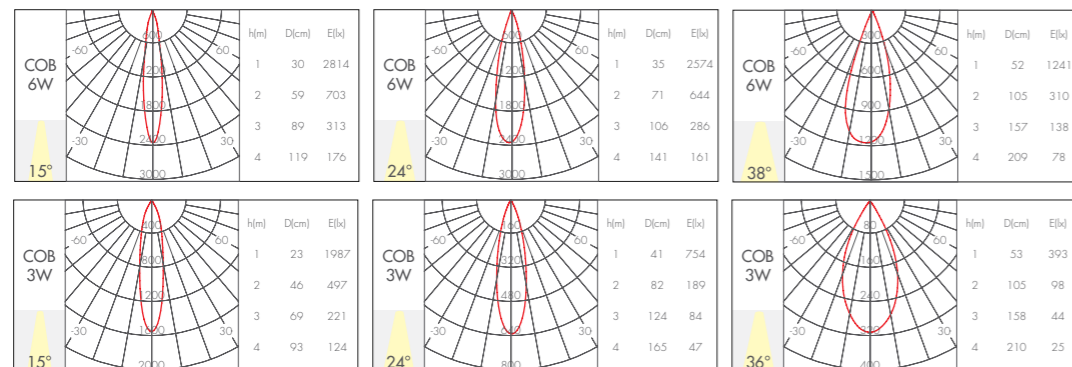 COB
6W
15°
600
1200
1800
2400
3000
-60
60
-30
30
h(m) D(cm) E(lx)
1 30 2814
2 59 703
3 89 313
4 119 176
COB
6W
24°
600
1200
1800
2400
3000
-60
60
-30
30
h(m) D(cm) E(lx)
1 35 2574
2 71 644
3 106 286
4 141 161
COB
6W
38°
300
600
900
1200
1500
-60
60
-30
30
h(m) D(cm) E(lx)
1 52 1241
2 105 310
3 157 138
4 209 78
COB
3W
15°
400
800
1200
1600
2000
-60
60
-30
30
h(m) D(cm) E(lx)
1 23 1987
2 46 497
3 69 221
4 93 124
COB
3W
24°
160
320
480
640
800
-60
60
-30
30
h(m) D(cm) E(lx)
1 41 754
2 82 189
3 124 84
4 165 47
COB
3W
36°
80
160
240
320
400
-60
60
-30
30
h(m) D(cm) E(lx)
1 53 393
2 105 98
3 158 44
4 210 25